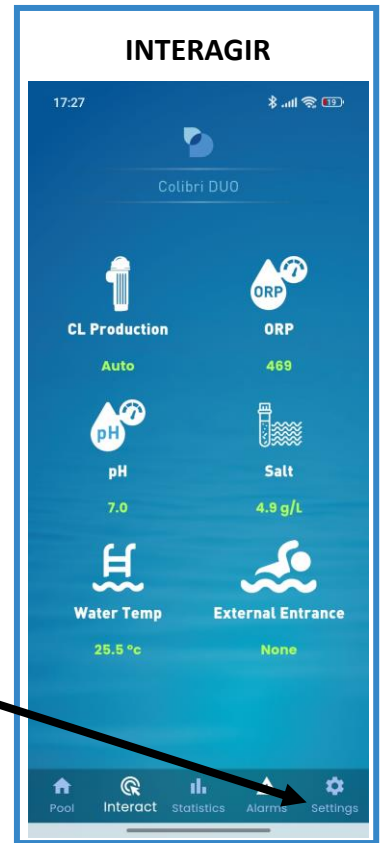 INTERAGIR
17:27
19
Colibri DUO
ORP
CL Production
ORP
Auto
469
pH
pH
Salt
7.0
4.9 g/L
Water Temp
External Entrance
25.5 °c
None
Pool
Interact
Statistics
Alarms
Settings